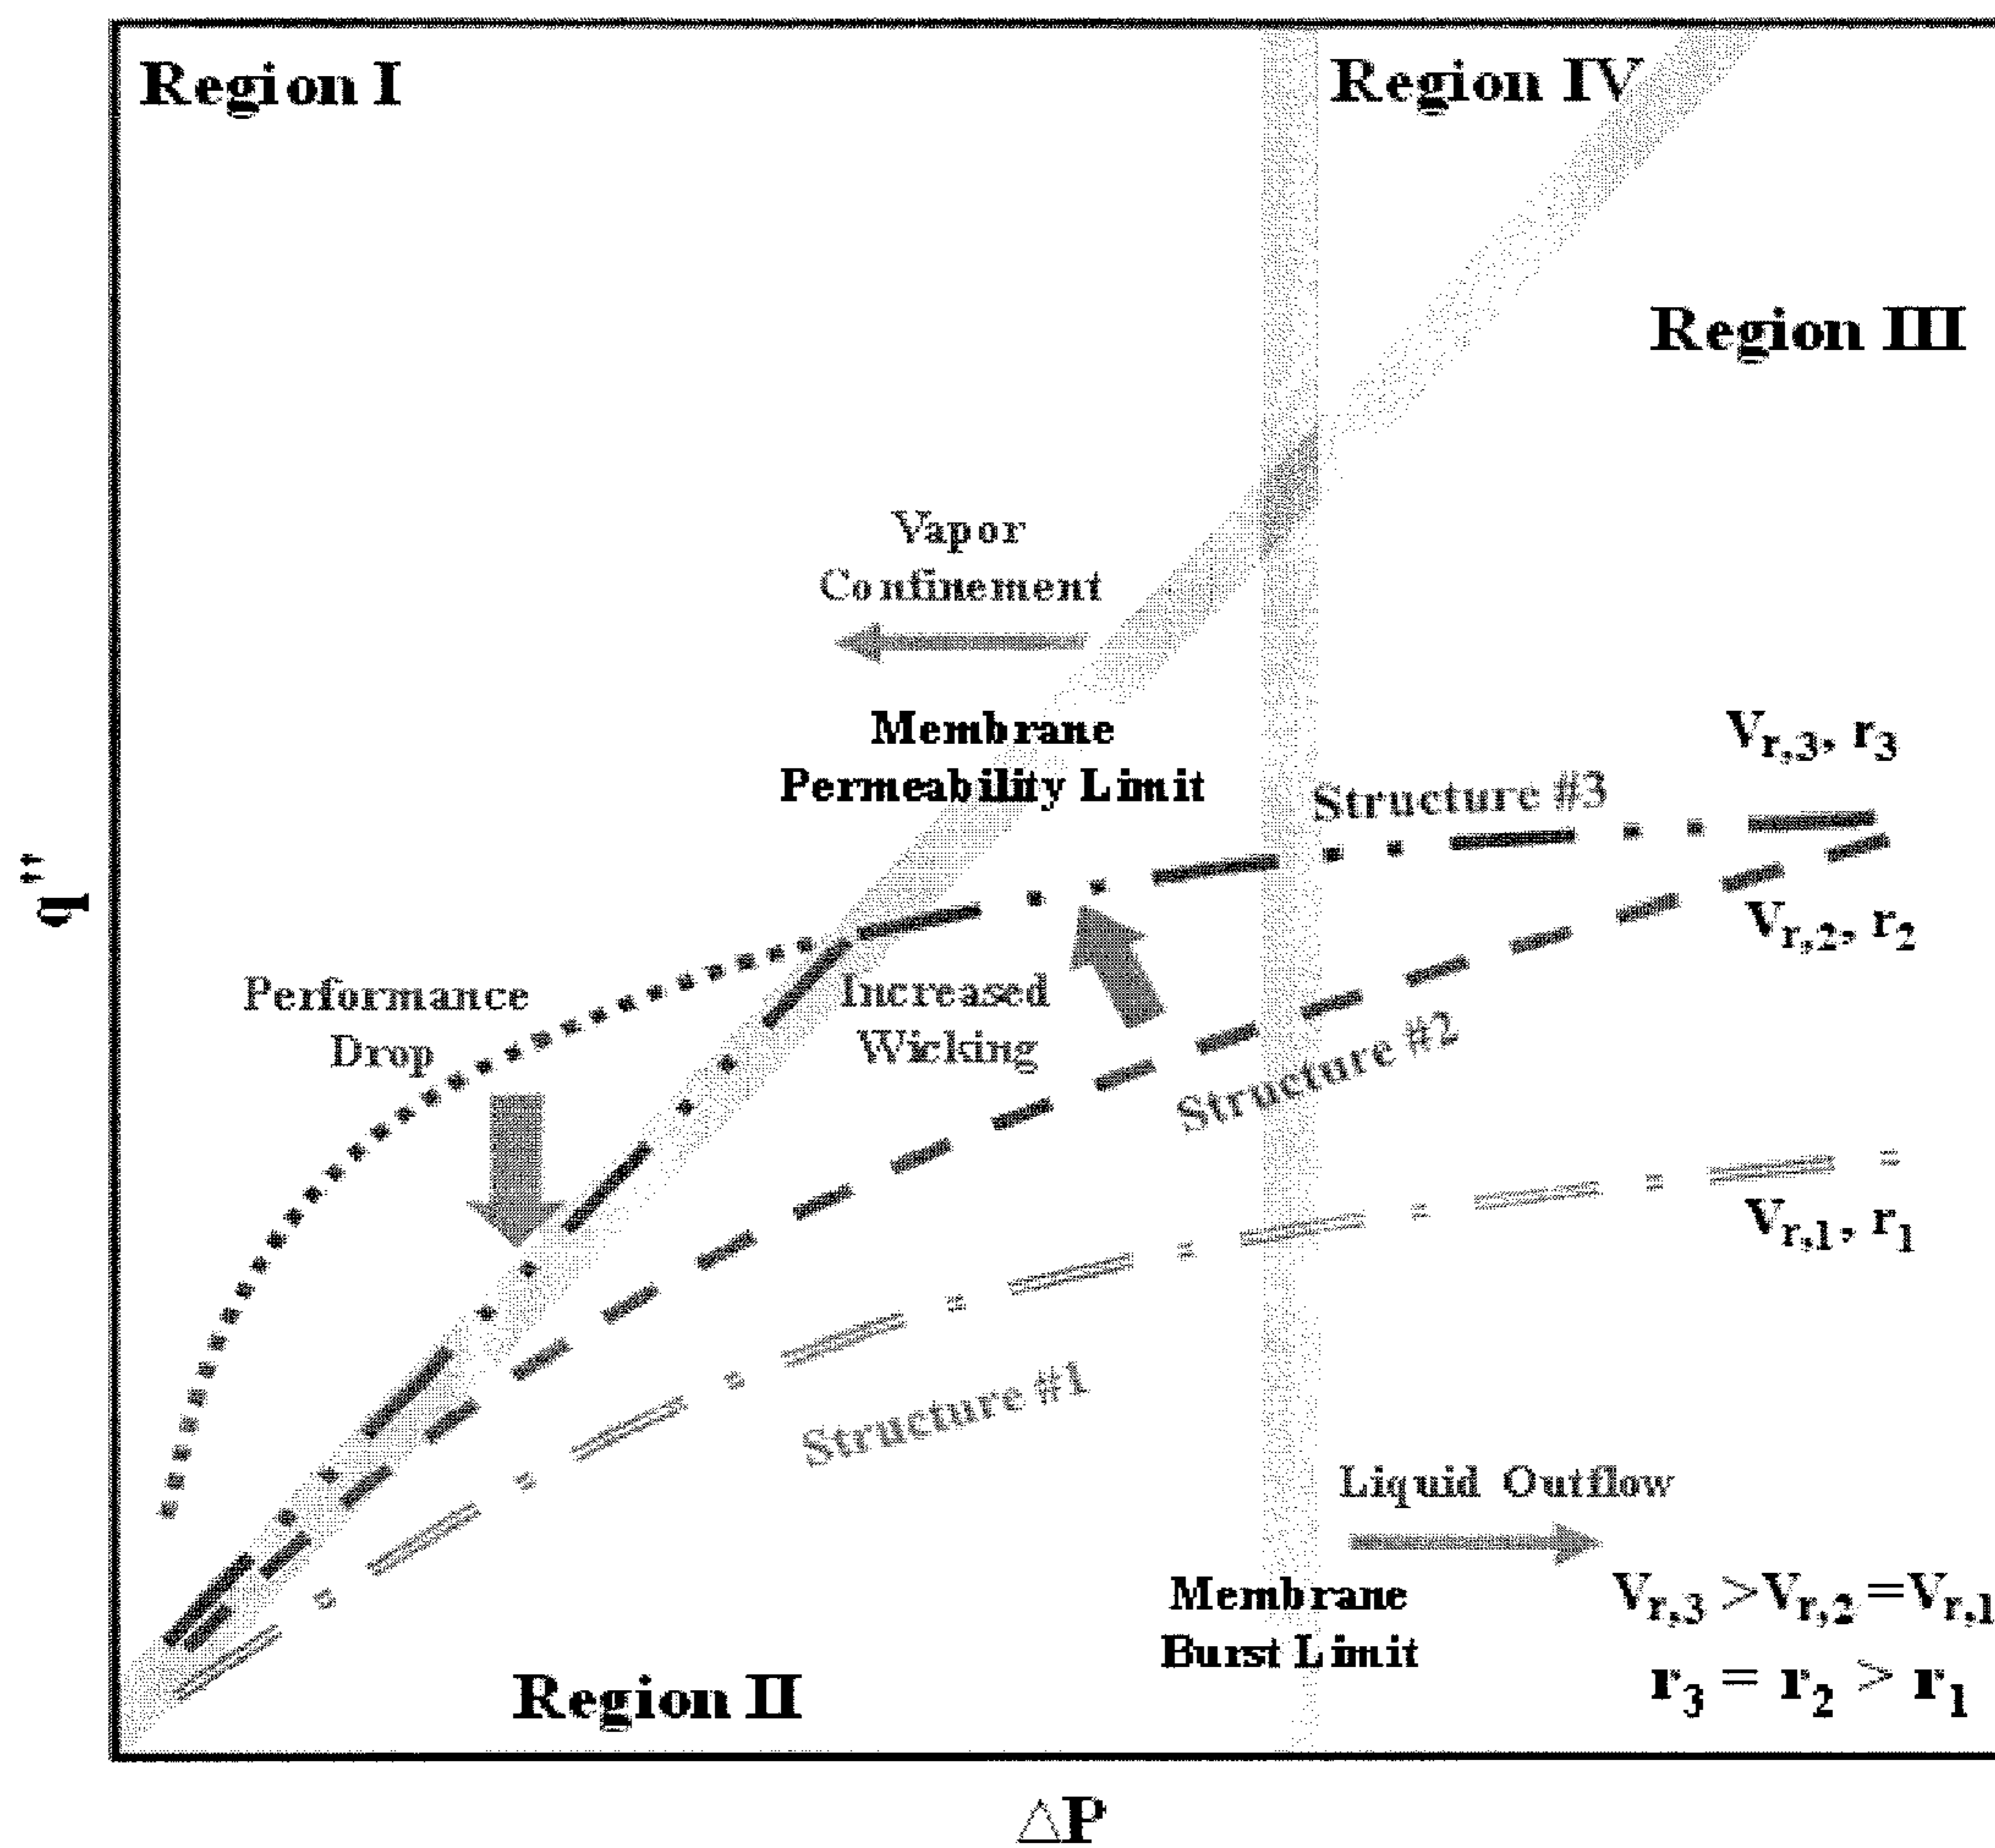 Region I
Region IV
Region III
Vapor
Confinement
Membrane
Permeability Limit
Vr,3, r3
Structure #3
q"
Vr,2, r2
Performance
Drop
Increased
Wicking
Structure #2
Vr,1, r1
Structure #1
Liquid Outflow
Membrane
Burst Limit
Vr,3 >Vr,2 =Vr,1
r3 = r2 > r1
Region II
△P